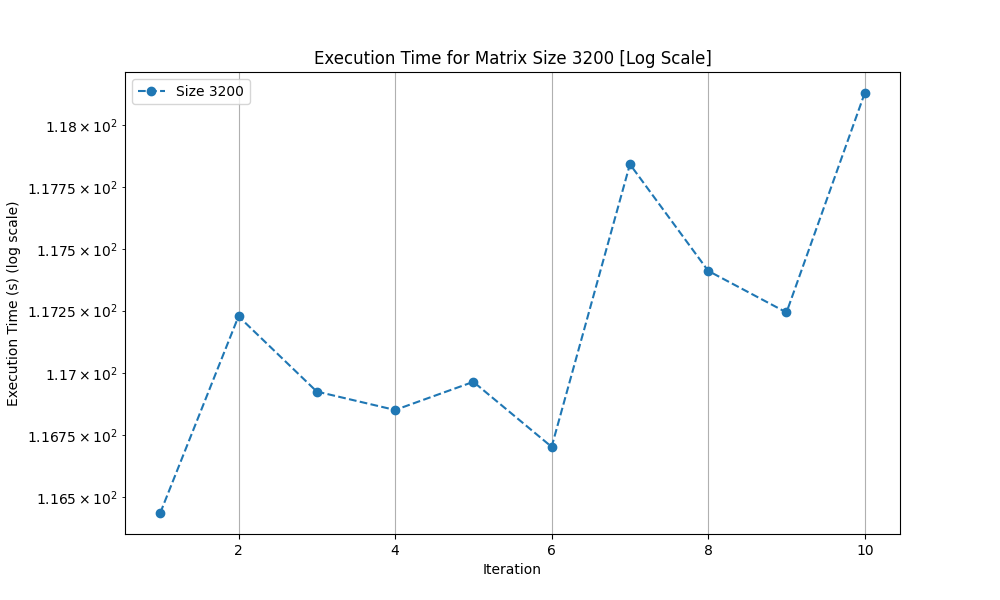 Execution Time for Matrix Size 3200 [Log Scale]
Size 3200
1.18 × 10²
1.1775 × 10²
1.175 × 10²
1.1725 × 10²
1.17 × 10²
1.1675 × 10²
1.165 × 10²
Execution Time (s) (log scale)
2 4 6 8 10
Iteration